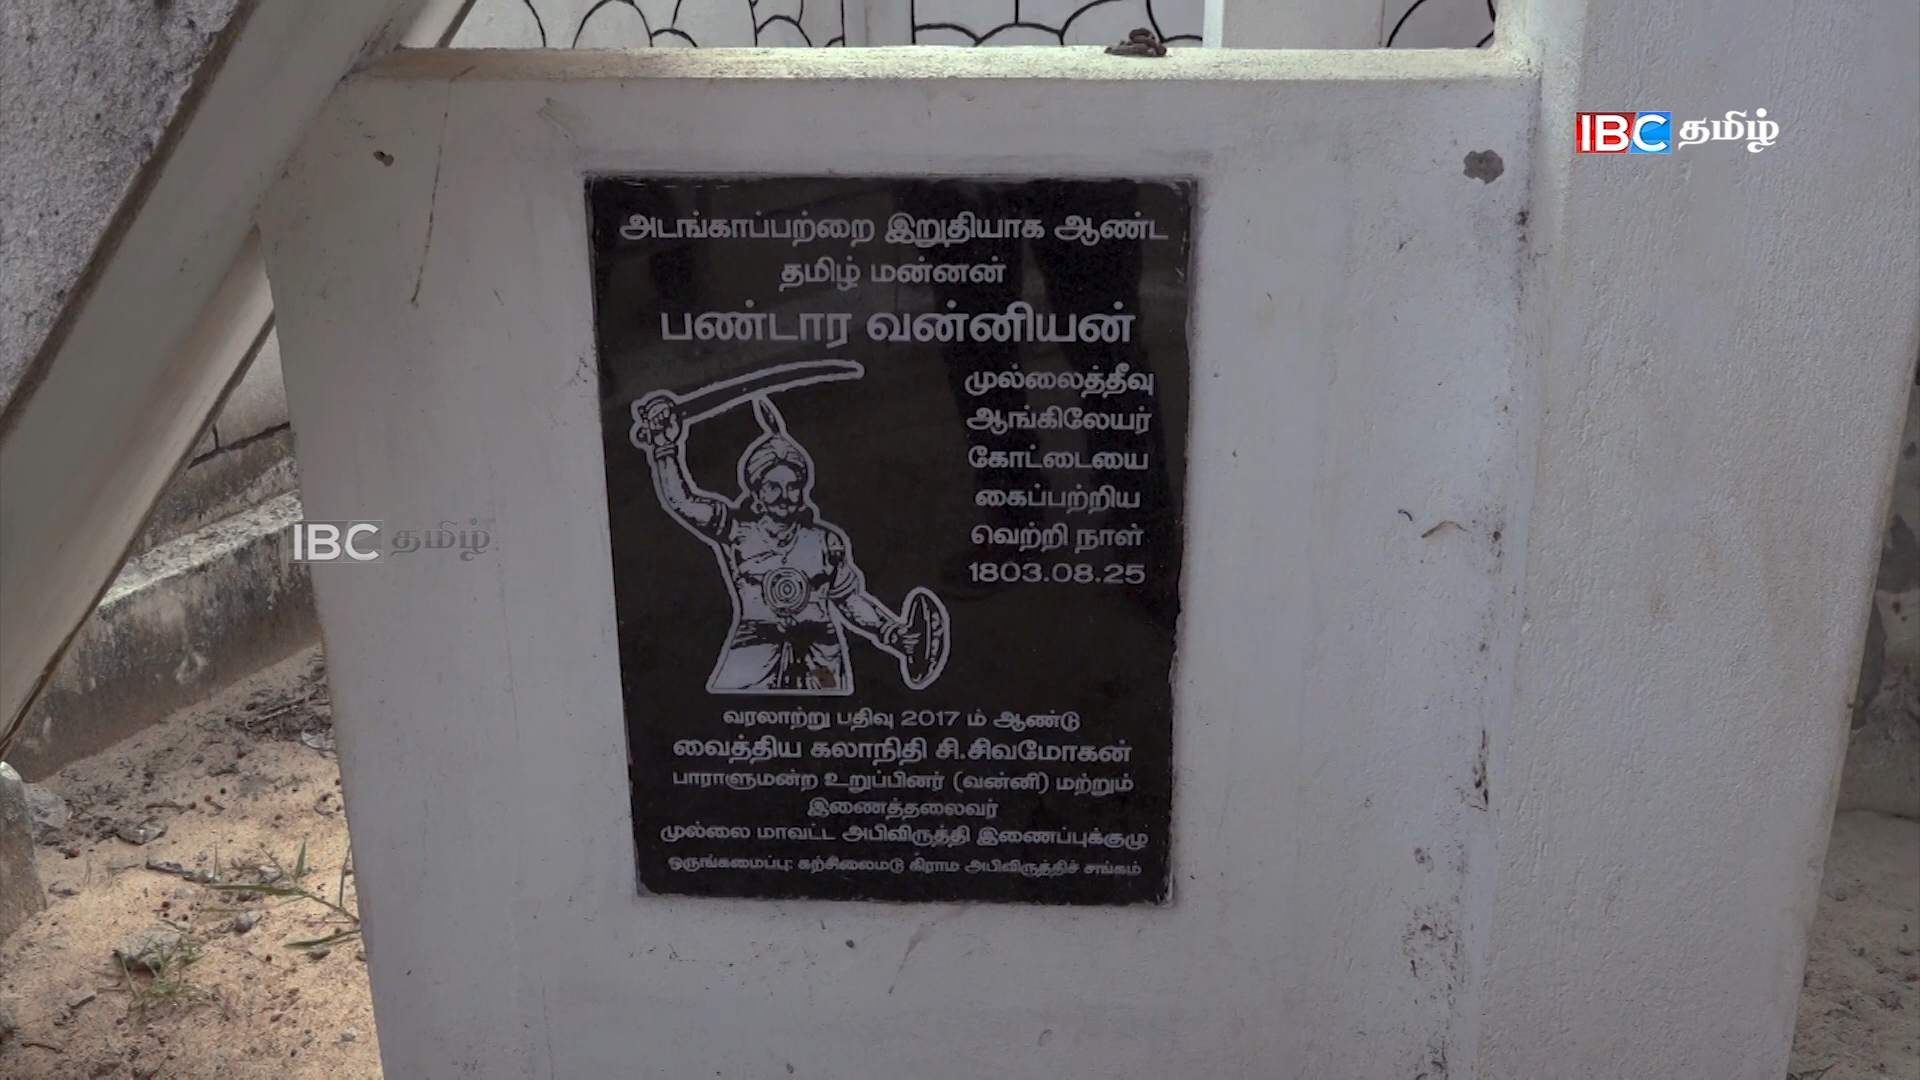 IBC தமிழ்
அடங்காப்பற்றை இறுதியாக ஆண்ட
தமிழ் மன்னன்
பண்டார வன்னியன்
முல்லைத்தீவு
ஆங்கிலேயர்
கோட்டையை
கைப்பற்றிய
வெற்றி நாள்
1803.08.25
IBC தமிழ்
வரலாற்று பதிவு 2017 ம் ஆண்டு
வைத்திய கலாநிதி சி.சிவமோகன்
பாராளுமன்ற உறுப்பினர் (வன்னி) மற்றும்
இணைத்தலைவர்
முல்லை மாவட்ட அபிவிருத்தி இணைப்புக்குழு
ஒருங்கமைப்பு: கற்சிலைமடு கிராம அபிவிருத்திச் சங்கம்